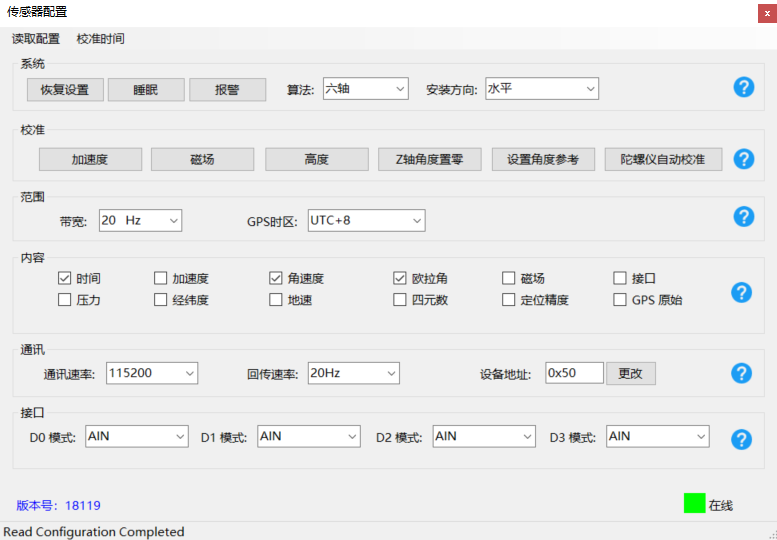 传感器配置
x
读取配置 校准时间
系统
恢复设置 睡眠 报警 算法: 六轴 安装方向: 水平 ?
校准
加速度 磁场 高度 Z轴角度置零 设置角度参考 陀螺仪自动校准 ?
范围
带宽: 20 Hz GPS时区: UTC+8 ?
内容
时间 加速度 角速度 欧拉角 磁场 接口
压力 经纬度 地速 四元数 定位精度 GPS 原始 ?
通讯
通讯速率: 115200 回传速率: 20Hz 设备地址: 0x50 更改 ?
接口
D0 模式: AIN D1 模式: AIN D2 模式: AIN D3 模式: AIN ?
版本号: 18119 在线
Read Configuration Completed